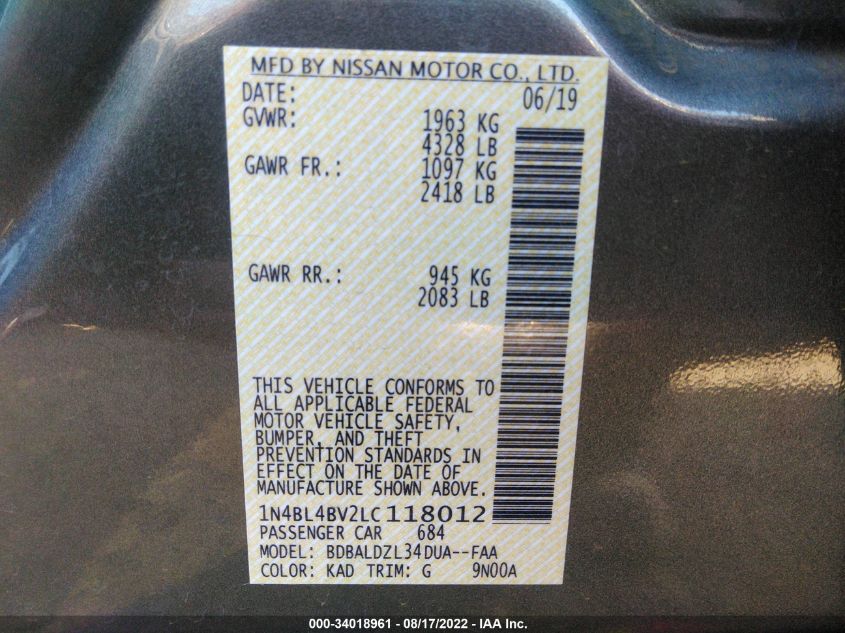 MFD BY NISSAN MOTOR CO., LTD.
DATE: 06/19
GVWR: 1963 KG
4328 LB
GAWR FR.: 1097 KG
2418 LB
GAWR RR.: 945 KG
2083 LB
THIS VEHICLE CONFORMS TO
ALL APPLICABLE FEDERAL
MOTOR VEHICLE SAFETY,
BUMPER, AND THEFT
PREVENTION STANDARDS IN
EFFECT ON THE DATE OF
MANUFACTURE SHOWN ABOVE.
1N4BL4BV2LC118012
PASSENGER CAR 684
MODEL: BDBALDZL34DUA--FAA
COLOR: KAD TRIM: G 9N00A
000-34018961 - 08/17/2022 - IAA Inc.